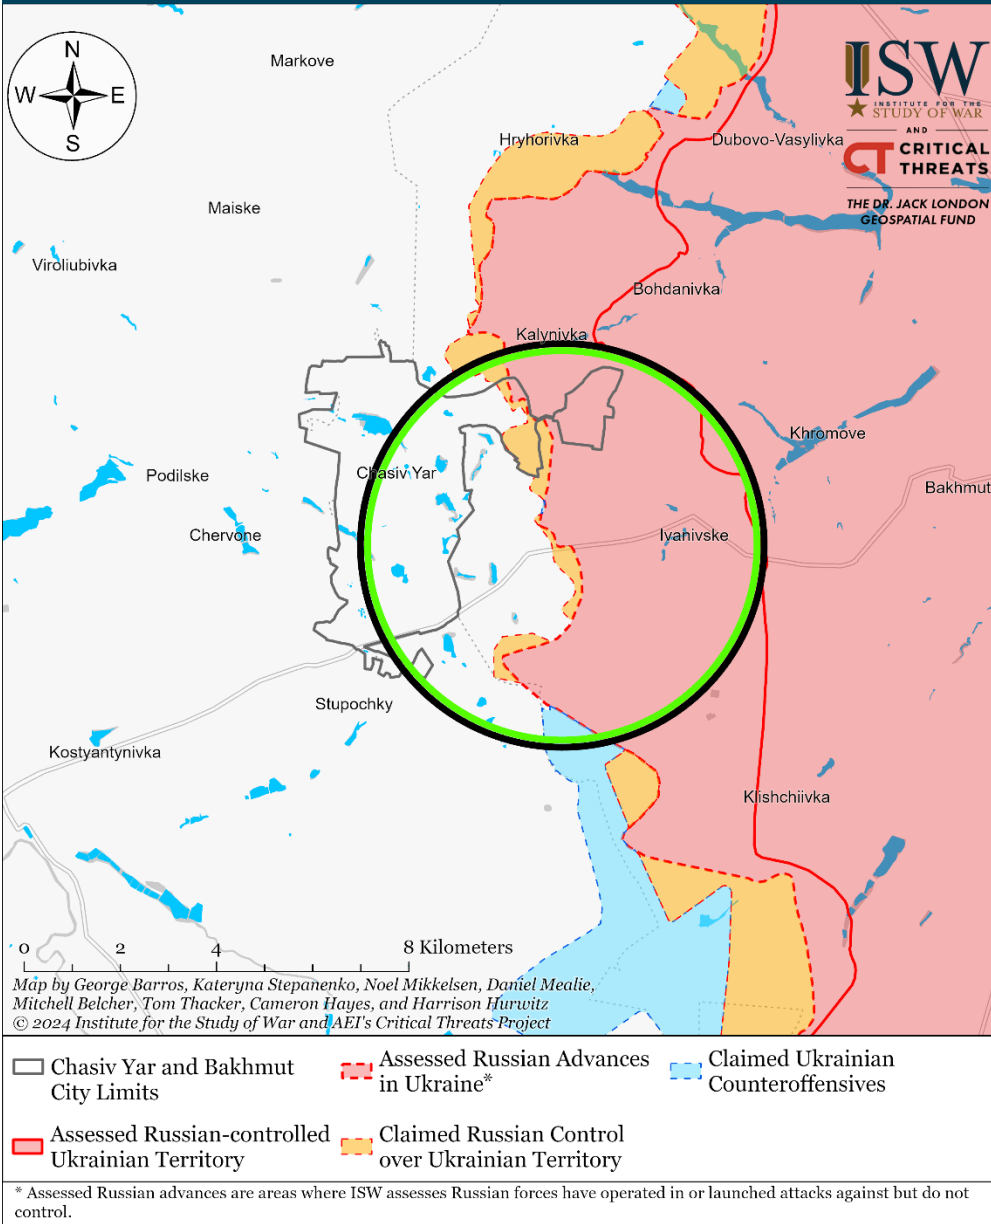 N
W
E
S
ISW
INSTITUTE FOR THE
STUDY OF WAR
AND
CT CRITICAL
THREATS
THE DR. JACK LONDON
GEOSPATIAL FUND
Markove
Hryhorivka
Dubovo-Vasylivka
Maiske
Viroliubivka
Bohdanivka
Kalynivka
Khromove
Podilske
Chasiv Yar
Bakhmut
Chervone
Ivanivske
Stupochky
Kostyantynivka
Klishchiivka
0 2 4 8 Kilometers
Map by George Barros, Kateryna Stepanenko, Noel Mikkelsen, Daniel Mealie,
Mitchell Belcher, Tom Thacker, Cameron Hayes, and Harrison Hurwitz
© 2024 Institute for the Study of War and AEI's Critical Threats Project
Chasiv Yar and Bakhmut
City Limits
Assessed Russian Advances
in Ukraine*
Claimed Ukrainian
Counteroffensives
Assessed Russian-controlled
Ukrainian Territory
Claimed Russian Control
over Ukrainian Territory
* Assessed Russian advances are areas where ISW assesses Russian forces have operated in or launched attacks against but do not
control.